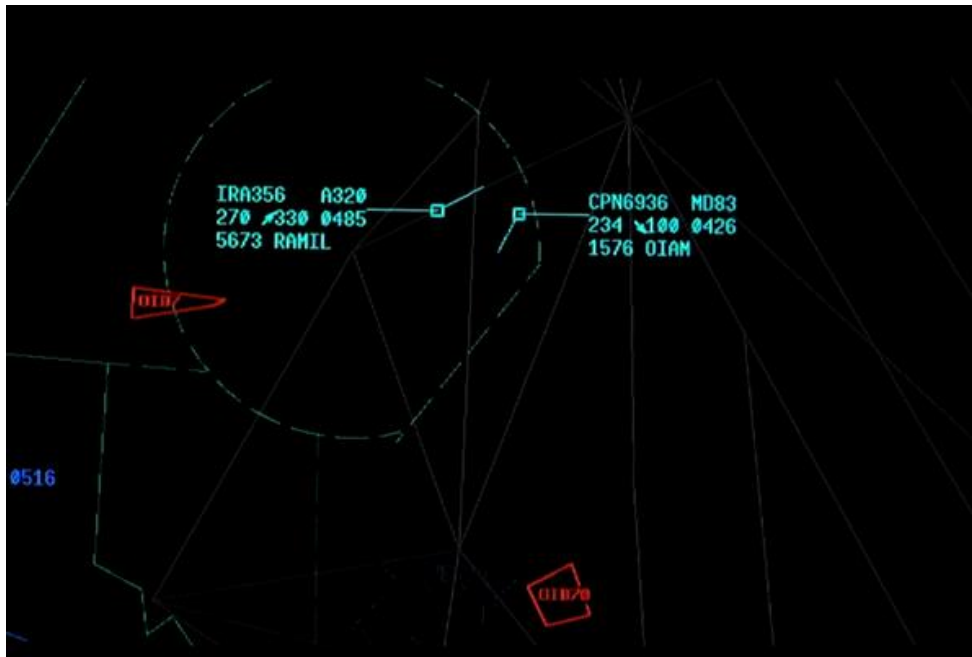 IRA356 A320
270 ↗330 0485
5673 RAMIL
CPN6936 MD83
234 ↘100 0426
1576 OIAM
0516